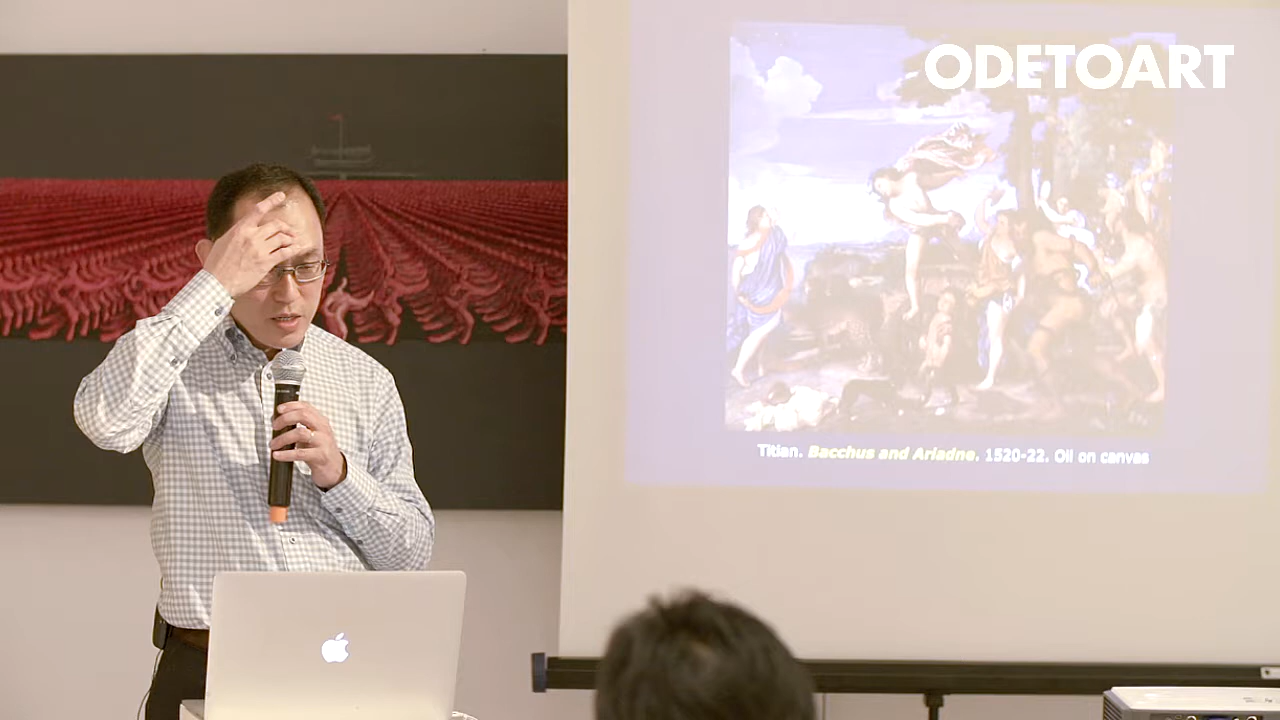 ODETOART
Titian. Bacchus and Ariadne. 1520-22. Oil on canvas